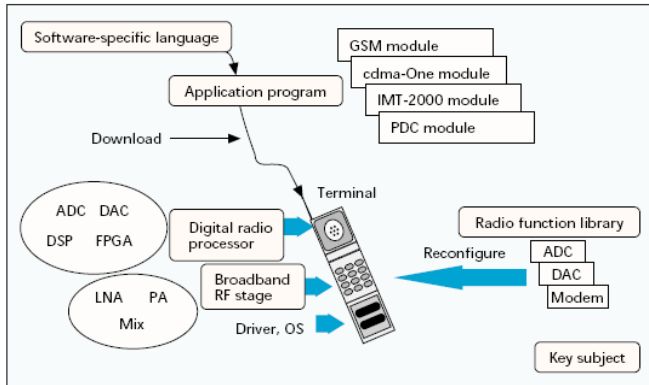 Software-specific language
Application program
GSM module
cdma-One module
IMT-2000 module
PDC module
Download
Terminal
ADC DAC
DSP FPGA
Digital radio
processor
Radio function library
Reconfigure
ADC
DAC
Modem
Broadband
RF stage
LNA PA
Mix
Driver, OS
Key subject